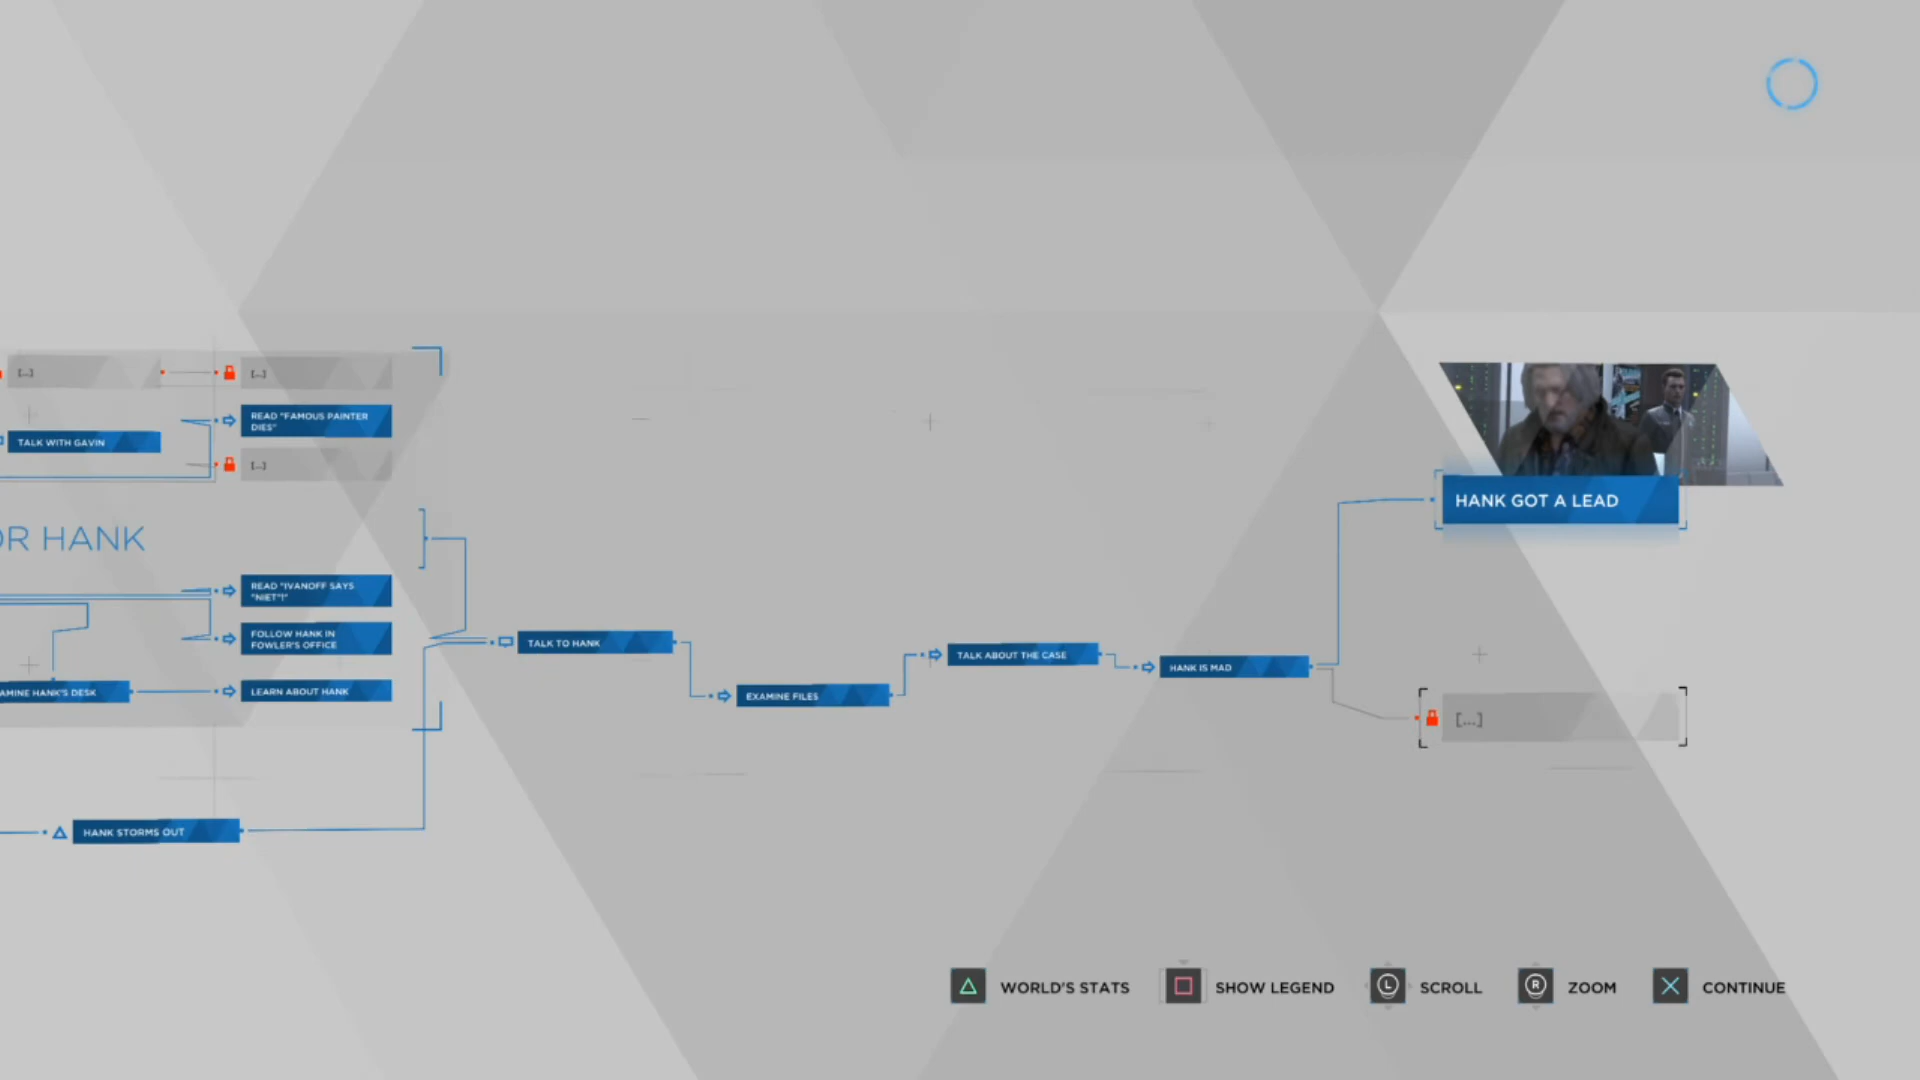 [...]
[...]
READ "FAMOUS PAINTER
DIES"
TALK WITH GAVIN
[...]
OR HANK
READ "IVANOFF SAYS
"NIET"!"
FOLLOW HANK IN
FOWLER'S OFFICE
AMINE HANK'S DESK
LEARN ABOUT HANK
HANK STORMS OUT
TALK TO HANK
EXAMINE FILES
TALK ABOUT THE CASE
HANK IS MAD
HANK GOT A LEAD
[...]
WORLD'S STATS
SHOW LEGEND
L
SCROLL
R
ZOOM
CONTINUE